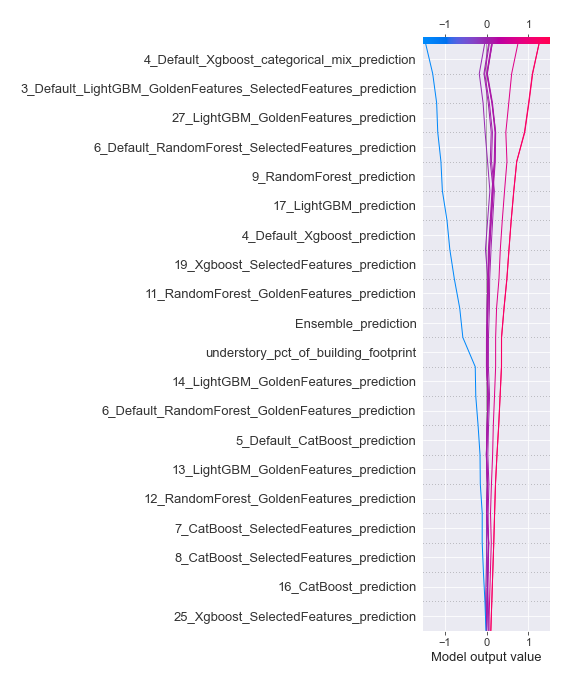 −1 0 1
4_Default_Xgboost_categorical_mix_prediction
3_Default_LightGBM_GoldenFeatures_SelectedFeatures_prediction
27_LightGBM_GoldenFeatures_prediction
6_Default_RandomForest_SelectedFeatures_prediction
9_RandomForest_prediction
17_LightGBM_prediction
4_Default_Xgboost_prediction
19_Xgboost_SelectedFeatures_prediction
11_RandomForest_GoldenFeatures_prediction
Ensemble_prediction
understory_pct_of_building_footprint
14_LightGBM_GoldenFeatures_prediction
6_Default_RandomForest_GoldenFeatures_prediction
5_Default_CatBoost_prediction
13_LightGBM_GoldenFeatures_prediction
12_RandomForest_GoldenFeatures_prediction
7_CatBoost_SelectedFeatures_prediction
8_CatBoost_SelectedFeatures_prediction
16_CatBoost_prediction
25_Xgboost_SelectedFeatures_prediction
−1 0 1
Model output value